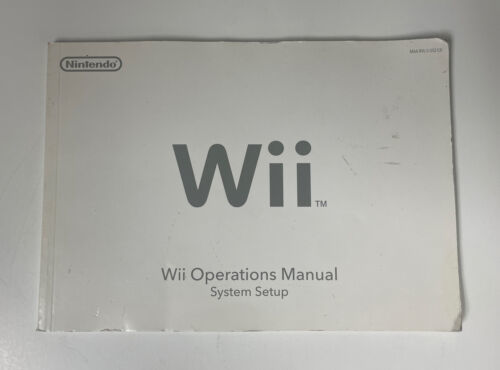 Nintendo
Wii
TM
Wii Operations Manual
System Setup